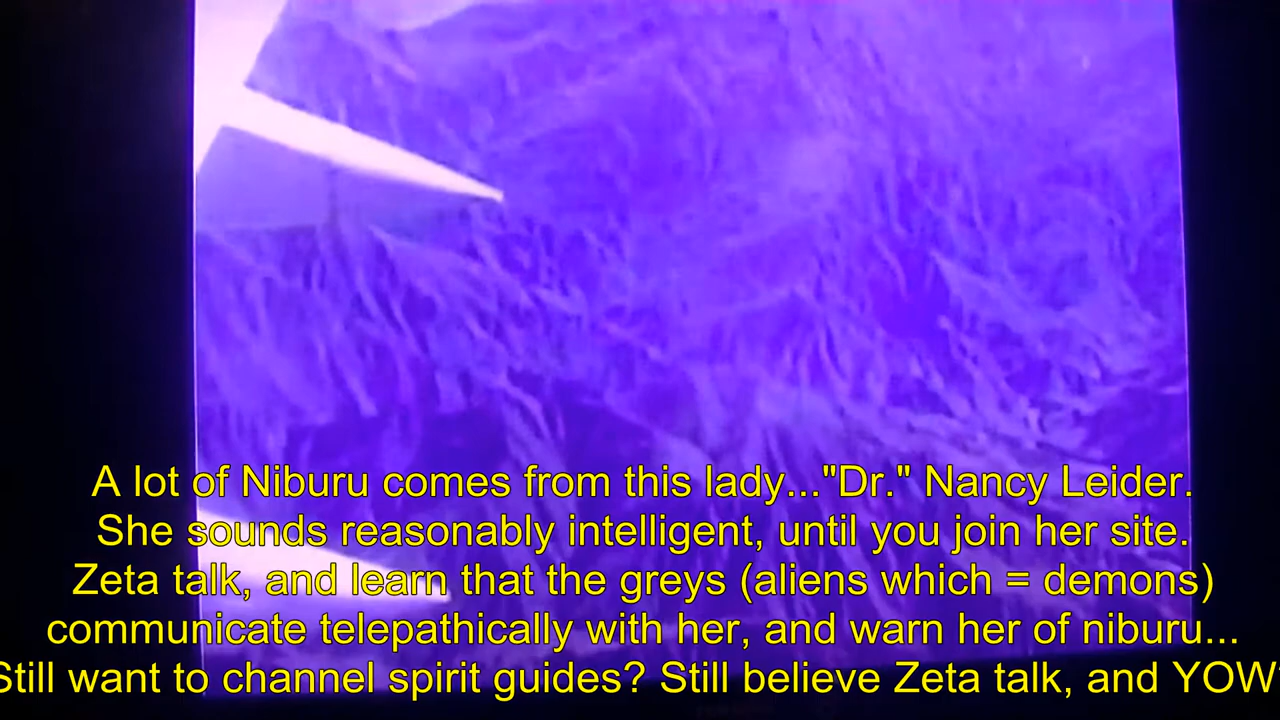 A lot of Niburu comes from this lady..."Dr." Nancy Leider.
She sounds reasonably intelligent, until you join her site.
Zeta talk, and learn that the greys (aliens which = demons)
communicate telepathically with her, and warn her of niburu...
Still want to channel spirit guides? Still believe Zeta talk, and YOW